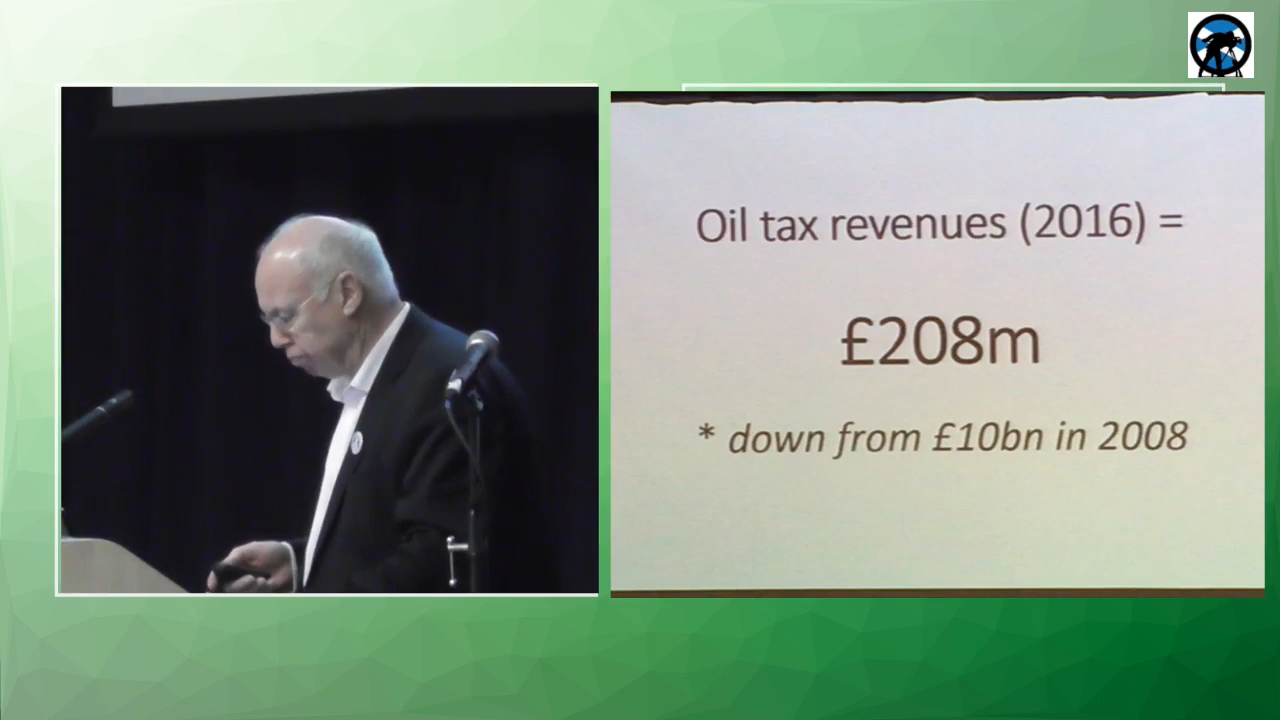 Oil tax revenues (2016) =
£208m
* down from £10bn in 2008